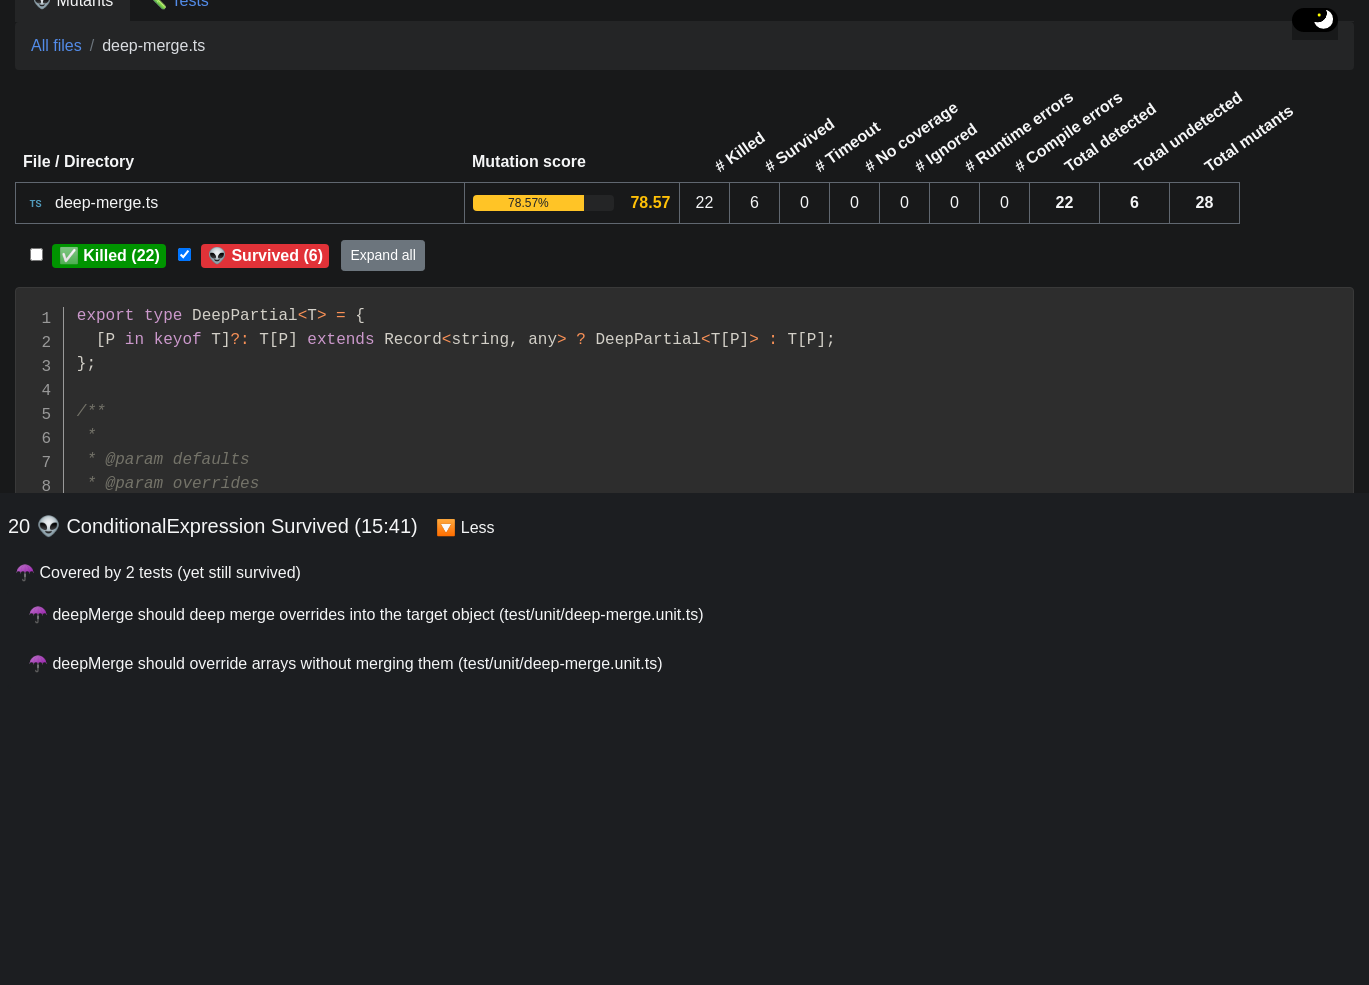 Mutants Tests
All files / deep-merge.ts
File / Directory Mutation score # Killed # Survived # Timeout # No coverage # Ignored # Runtime errors # Compile errors Total detected Total undetected Total mutants
TS deep-merge.ts 78.57% 78.57 22 6 0 0 0 0 0 22 6 28
✅ Killed (22) 👽 Survived (6) Expand all
1 export type DeepPartial<T> = {
2   [P in keyof T]?: T[P] extends Record<string, any> ? DeepPartial<T[P]> : T[P];
3 };
4
5 /**
6  *
7  * @param defaults
8  * @param overrides
20 👽 ConditionalExpression Survived (15:41) 🔽 Less
☂️ Covered by 2 tests (yet still survived)
☂️ deepMerge should deep merge overrides into the target object (test/unit/deep-merge.unit.ts)
☂️ deepMerge should override arrays without merging them (test/unit/deep-merge.unit.ts)